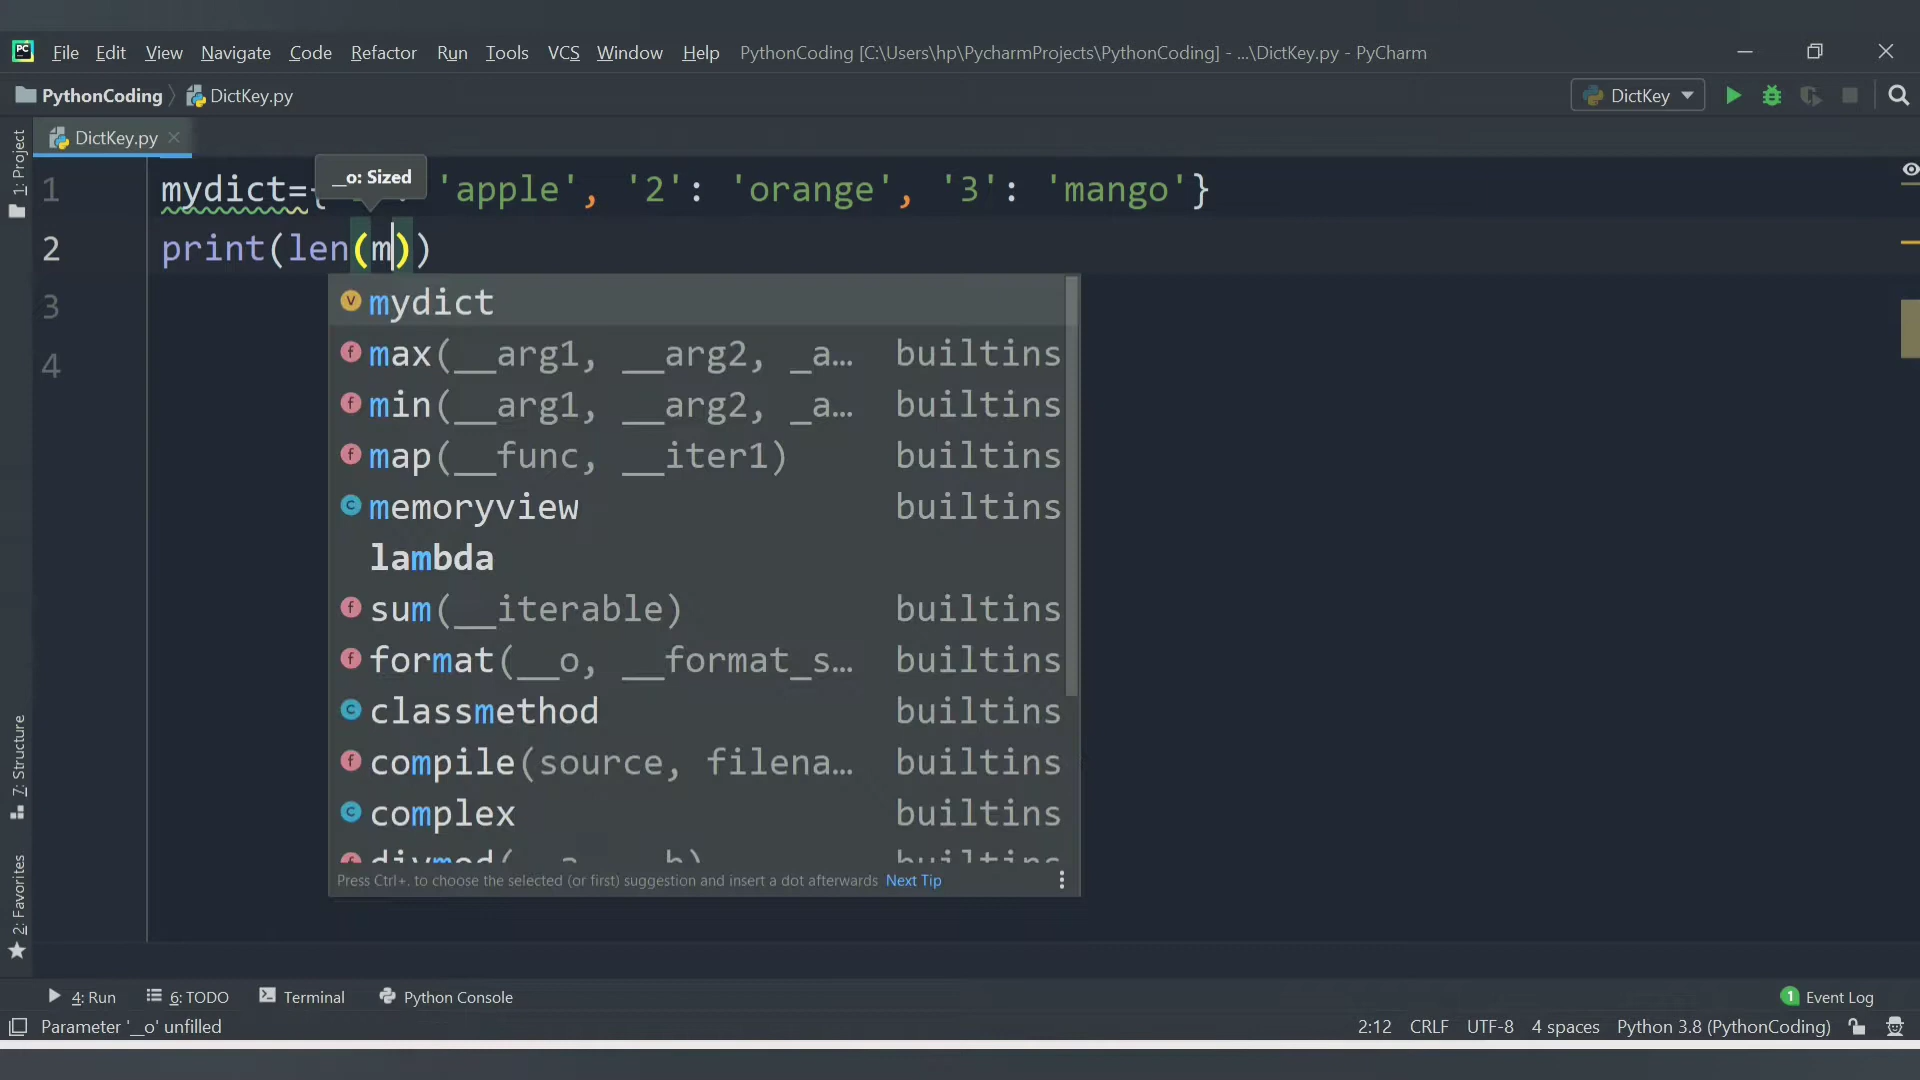 PC File Edit View Navigate Code Refactor Run Tools VCS Window Help PythonCoding [C:\Users\hp\PycharmProjects\PythonCoding] - ...\DictKey.py - PyCharm
PythonCoding DictKey.py DictKey
1: Project
DictKey.py
__o: Sized
1 mydict={ 'apple', '2': 'orange', '3': 'mango'}
2 print(len(m))
3
4
v mydict
f max(__arg1, __arg2, _a… builtins
f min(__arg1, __arg2, _a… builtins
f map(__func, __iter1) builtins
c memoryview builtins
lambda
f sum(__iterable) builtins
f format(__o, __format_s… builtins
c classmethod builtins
f compile(source, filena… builtins
c complex builtins
Press Ctrl+. to choose the selected (or first) suggestion and insert a dot afterwards Next Tip
7: Structure
2: Favorites
4: Run 6: TODO Terminal Python Console 1 Event Log
Parameter '__o' unfilled 2:12 CRLF UTF-8 4 spaces Python 3.8 (PythonCoding)